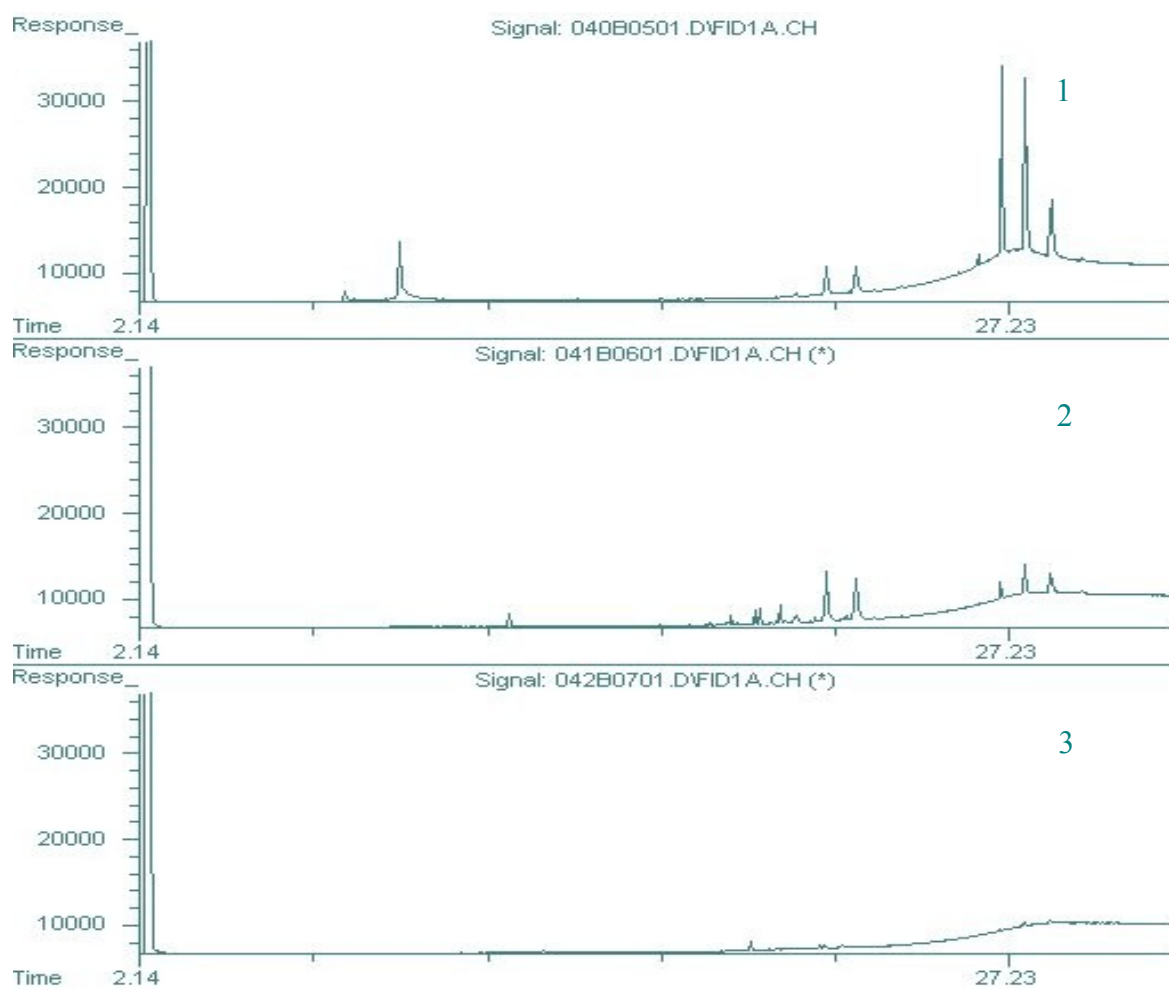 Response_
Signal: 040B0501.D\FID1A.CH
1
30000
20000
10000
Time 2.14 27.23
Response_
Signal: 041B0601.D\FID1A.CH (*)
2
30000
20000
10000
Time 2.14 27.23
Response_
Signal: 042B0701.D\FID1A.CH (*)
3
30000
20000
10000
Time 2.14 27.23